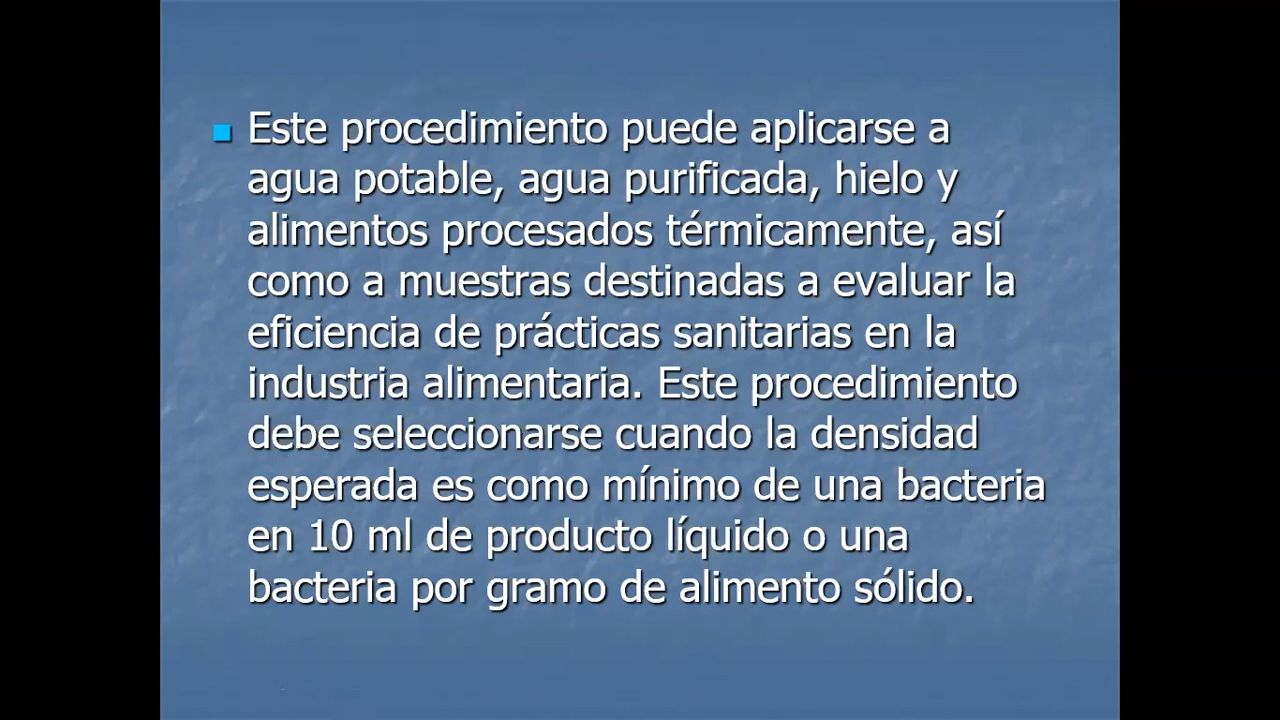 Este procedimiento puede aplicarse a
agua potable, agua purificada, hielo y
alimentos procesados térmicamente, así
como a muestras destinadas a evaluar la
eficiencia de prácticas sanitarias en la
industria alimentaria. Este procedimiento
debe seleccionarse cuando la densidad
esperada es como mínimo de una bacteria
en 10 ml de producto líquido o una
bacteria por gramo de alimento sólido.